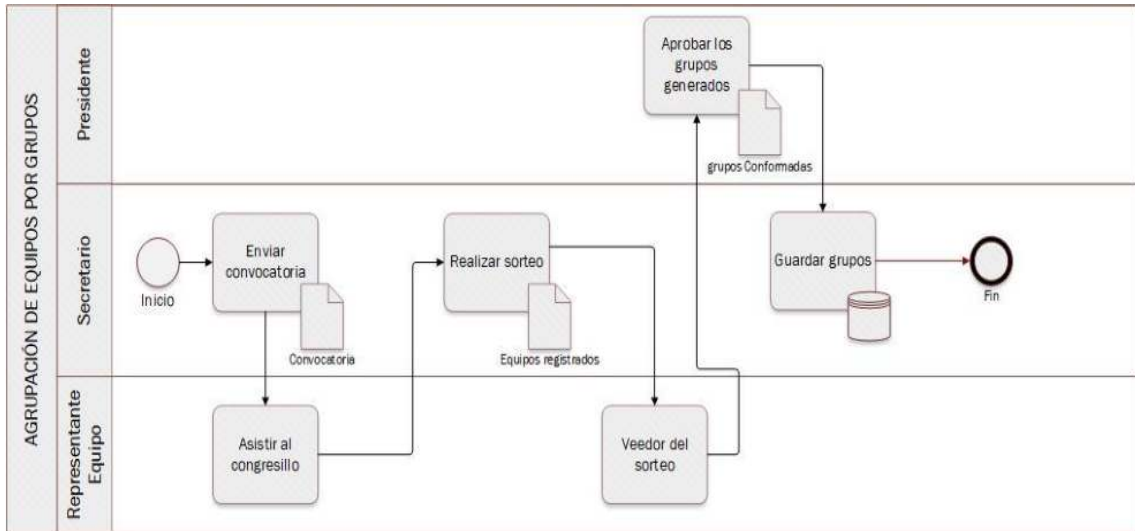 AGRUPACIÓN DE EQUIPOS POR GRUPOS
Presidente
Aprobar los
grupos
generados
grupos Conformadas
Secretario
Inicio
Enviar
convocatoria
Convocatoria
Realizar sorteo
Equipos registrados
Guardar grupos
Fin
Representante
Equipo
Asistir al
congresillo
Veedor del
sorteo